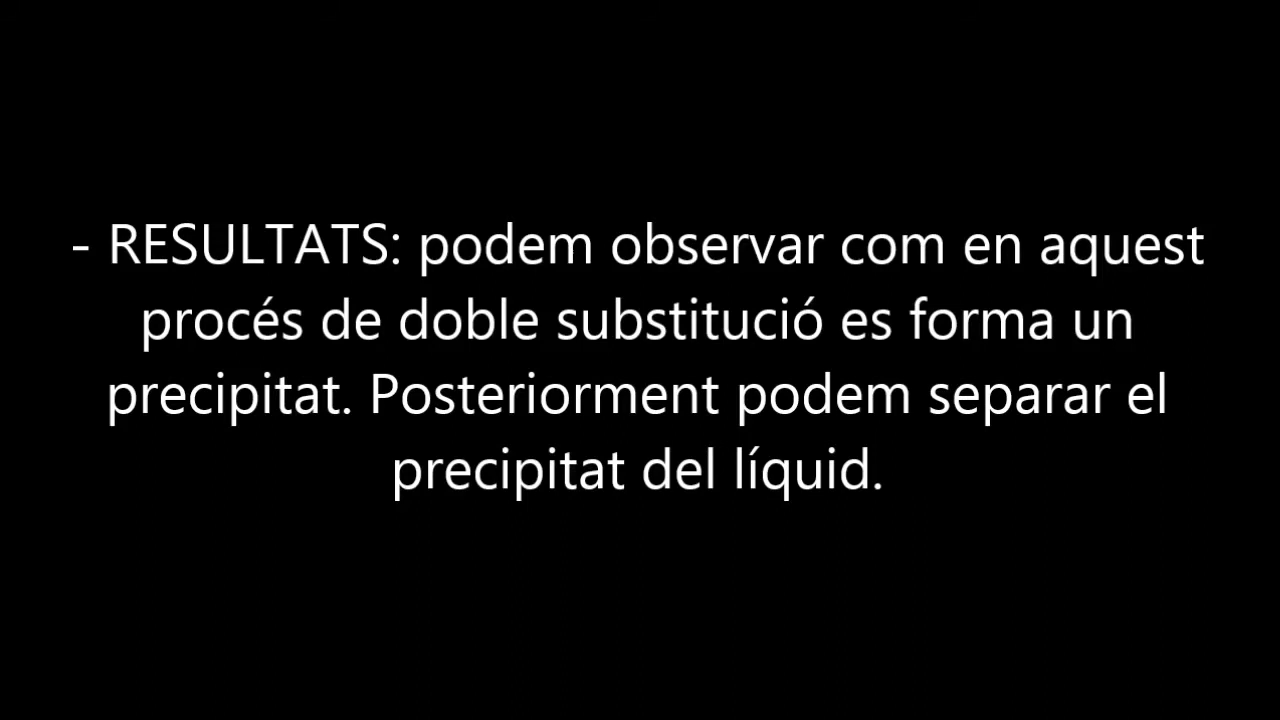 - RESULTATS: podem observar com en aquest
procés de doble substitució es forma un
precipitat. Posteriorment podem separar el
precipitat del líquid.